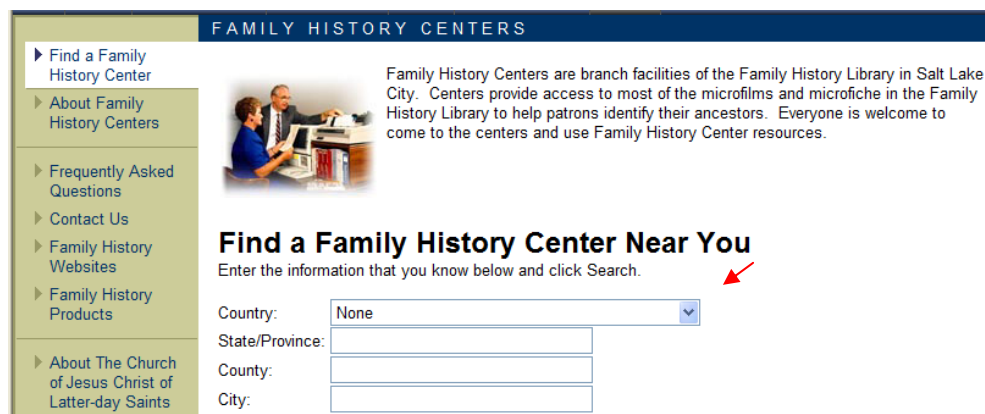 FAMILY HISTORY CENTERS
Find a Family
History Center
About Family
History Centers
Frequently Asked
Questions
Contact Us
Family History
Websites
Family History
Products
About The Church
of Jesus Christ of
Latter-day Saints
Family History Centers are branch facilities of the Family History Library in Salt Lake
City. Centers provide access to most of the microfilms and microfiche in the Family
History Library to help patrons identify their ancestors. Everyone is welcome to
come to the centers and use Family History Center resources.
Find a Family History Center Near You
Enter the information that you know below and click Search.
Country: None
State/Province:
County:
City: